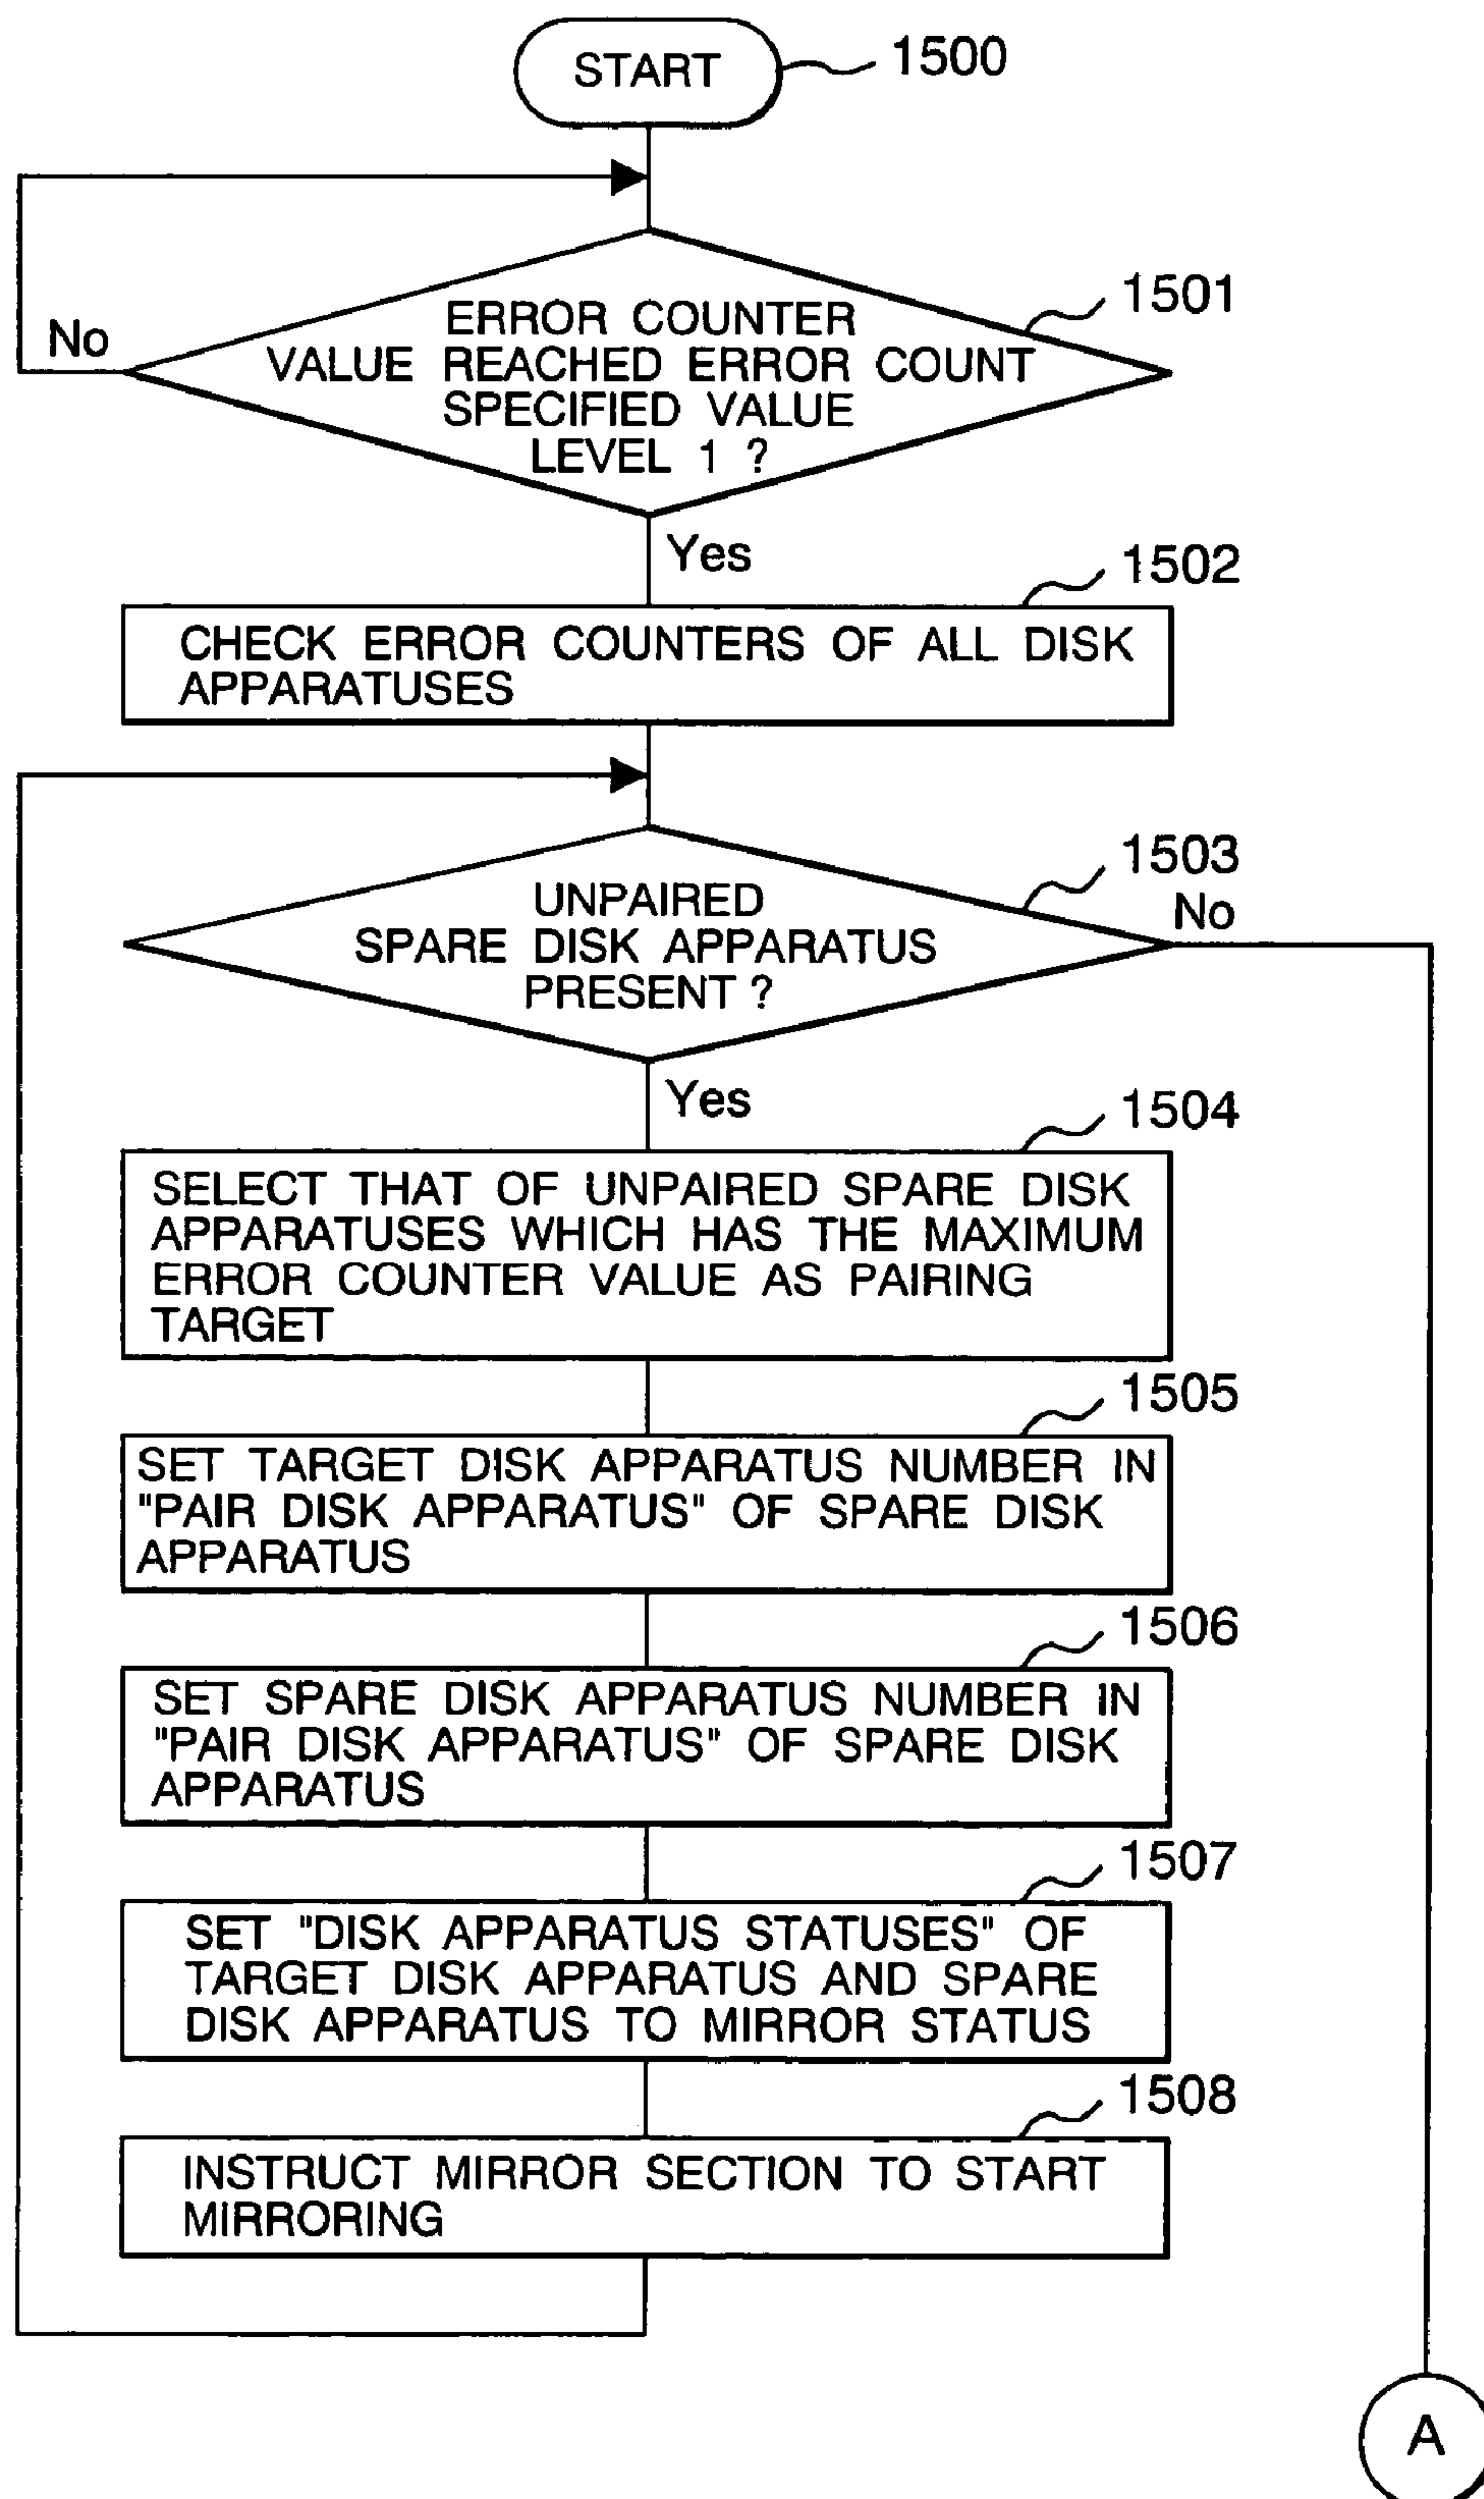 START
1500
1501
ERROR COUNTER
VALUE REACHED ERROR COUNT
SPECIFIED VALUE
LEVEL 1 ?
No
Yes
1502
CHECK ERROR COUNTERS OF ALL DISK
APPARATUSES
1503
UNPAIRED
SPARE DISK APPARATUS
PRESENT ?
No
Yes
1504
SELECT THAT OF UNPAIRED SPARE DISK
APPARATUSES WHICH HAS THE MAXIMUM
ERROR COUNTER VALUE AS PAIRING
TARGET
1505
SET TARGET DISK APPARATUS NUMBER IN
"PAIR DISK APPARATUS" OF SPARE DISK
APPARATUS
1506
SET SPARE DISK APPARATUS NUMBER IN
"PAIR DISK APPARATUS" OF SPARE DISK
APPARATUS
1507
SET "DISK APPARATUS STATUSES" OF
TARGET DISK APPARATUS AND SPARE
DISK APPARATUS TO MIRROR STATUS
1508
INSTRUCT MIRROR SECTION TO START
MIRRORING
A